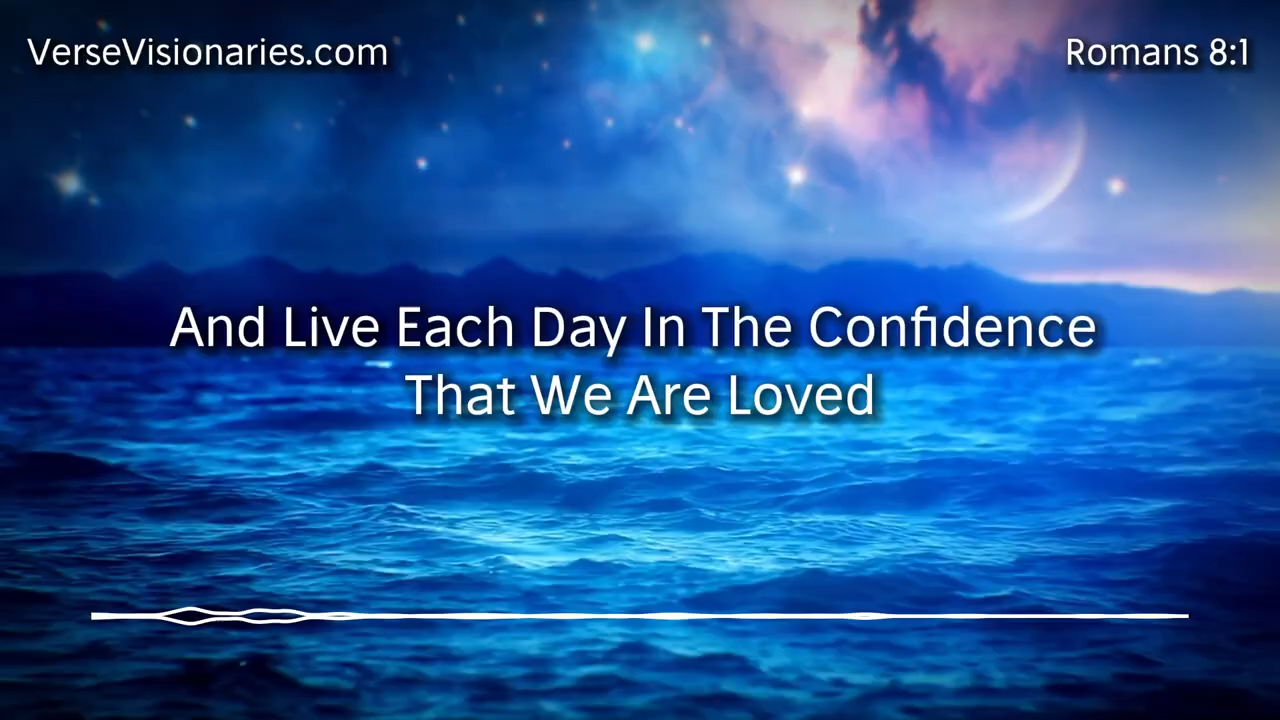 VerseVisionaries.com
Romans 8:1
And Live Each Day In The Confidence
That We Are Loved